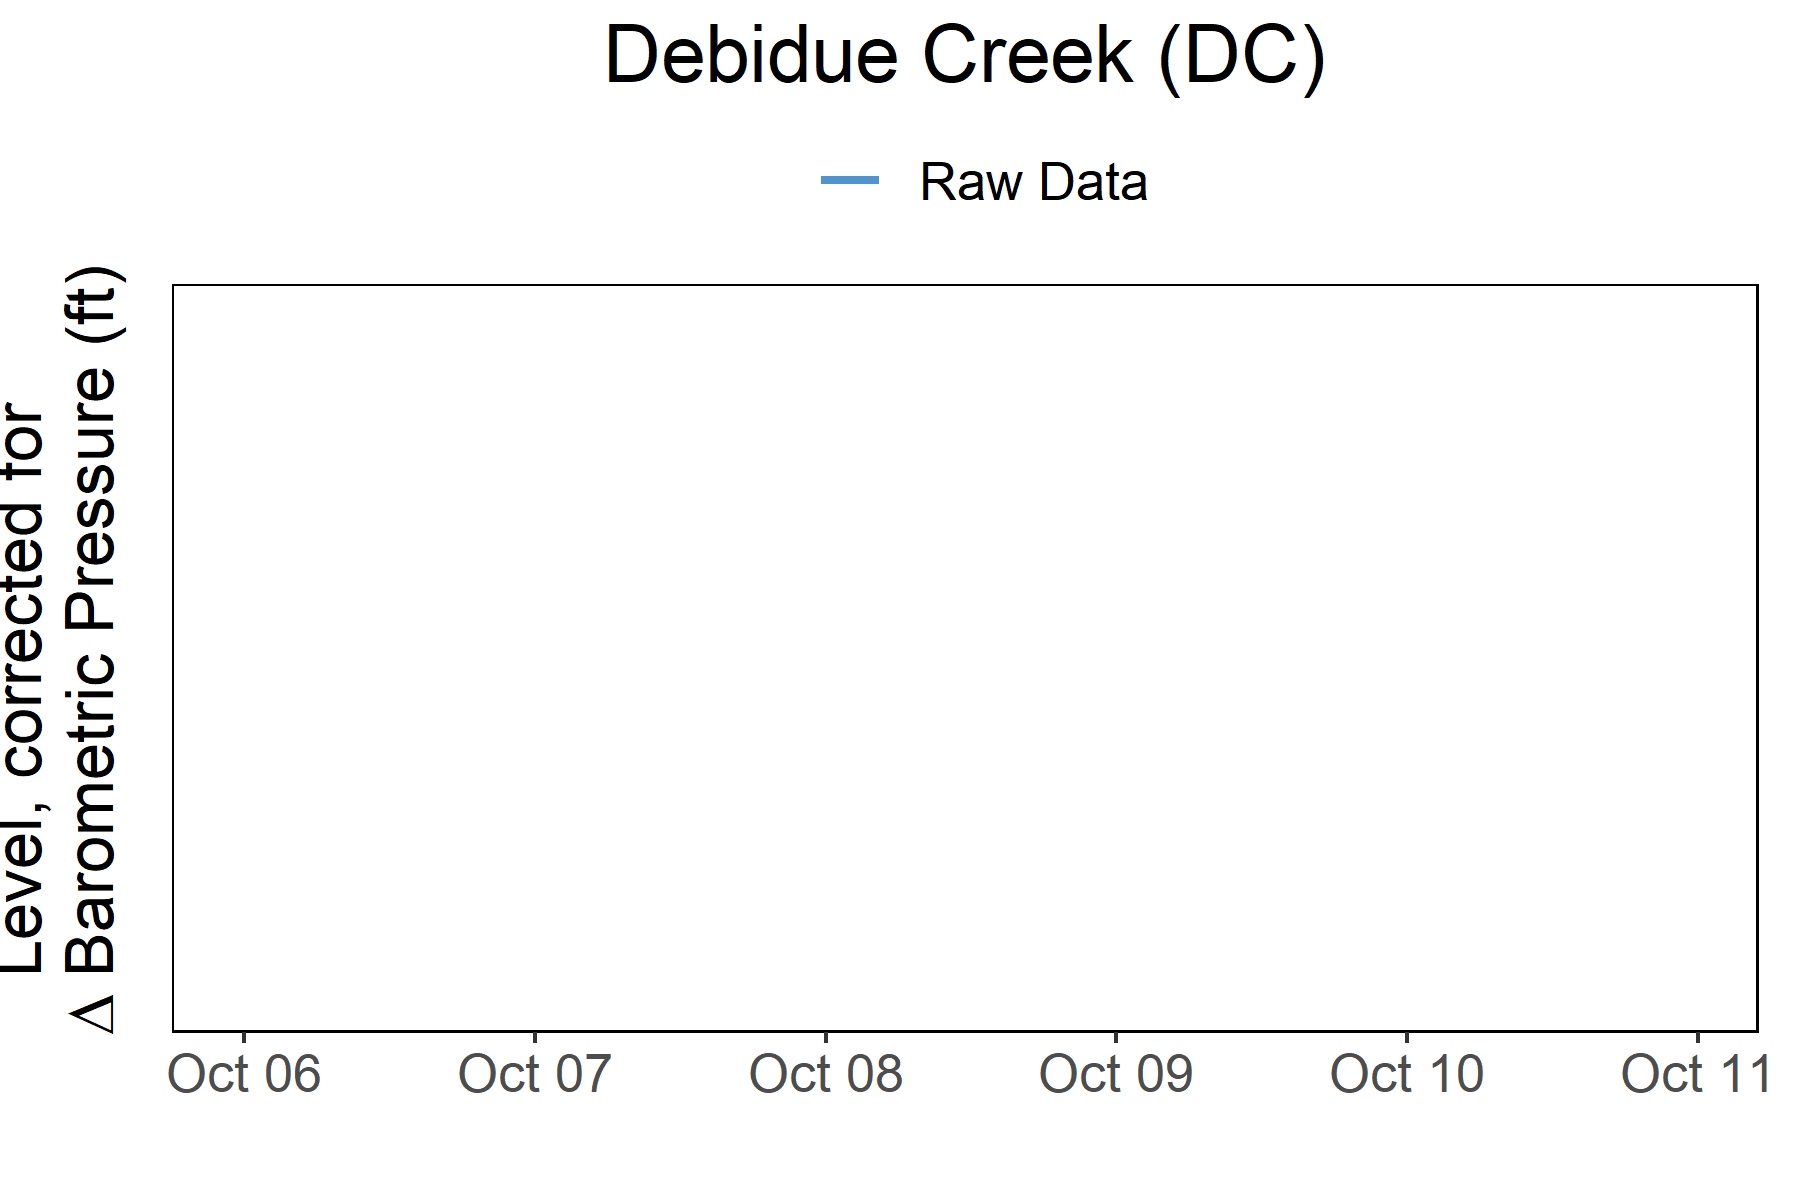 Debidue Creek (DC)
Raw Data
Level, corrected for
Δ Barometric Pressure (ft)
Oct 06 Oct 07 Oct 08 Oct 09 Oct 10 Oct 11